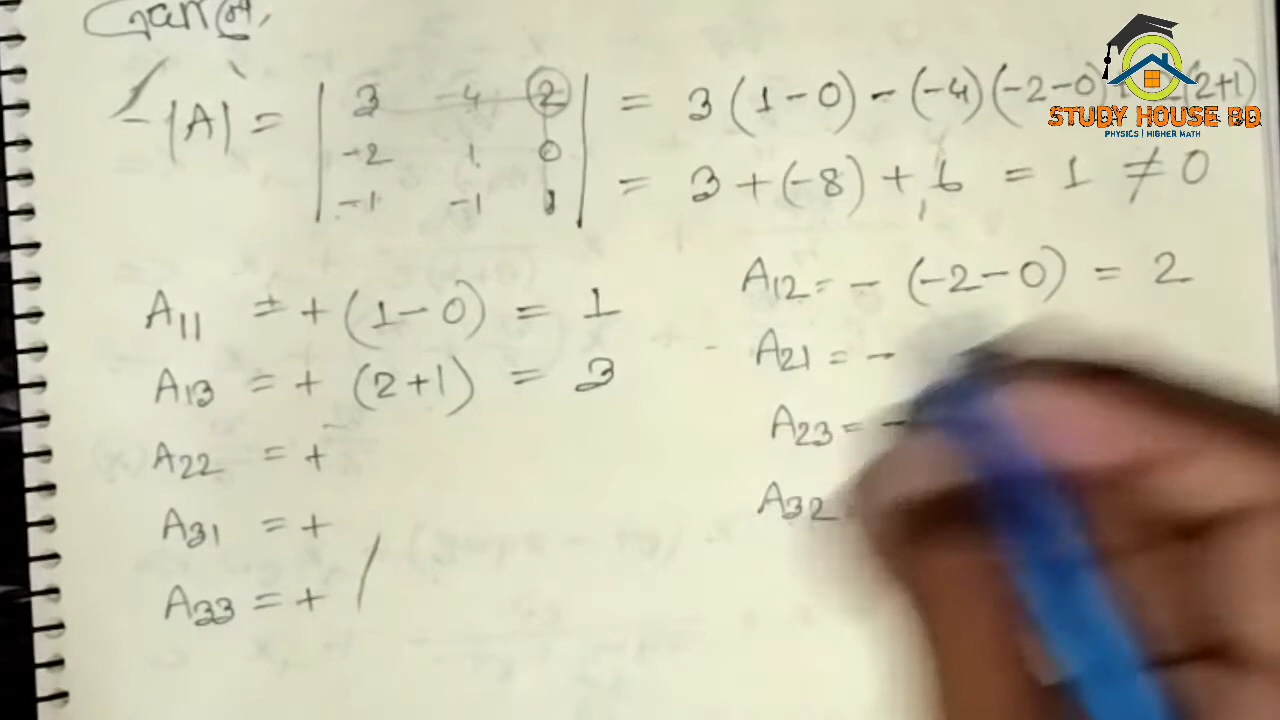 |A| = | 3 -4 2 | = 3 (1-0) - (-4)(-2-0) (2+1)
| -2 1 0 |
| -1 -1 1 | = 3 + (-8) + 6 = 1 ≠ 0
STUDY HOUSE BD
PHYSICS | HIGHER MATH
A12 = - (-2-0) = 2
A11 = + (1-0) = 1
A21 = -
A13 = + (2+1) = 3
A23 = -
A22 = +
A32
A31 = +
A33 = + (